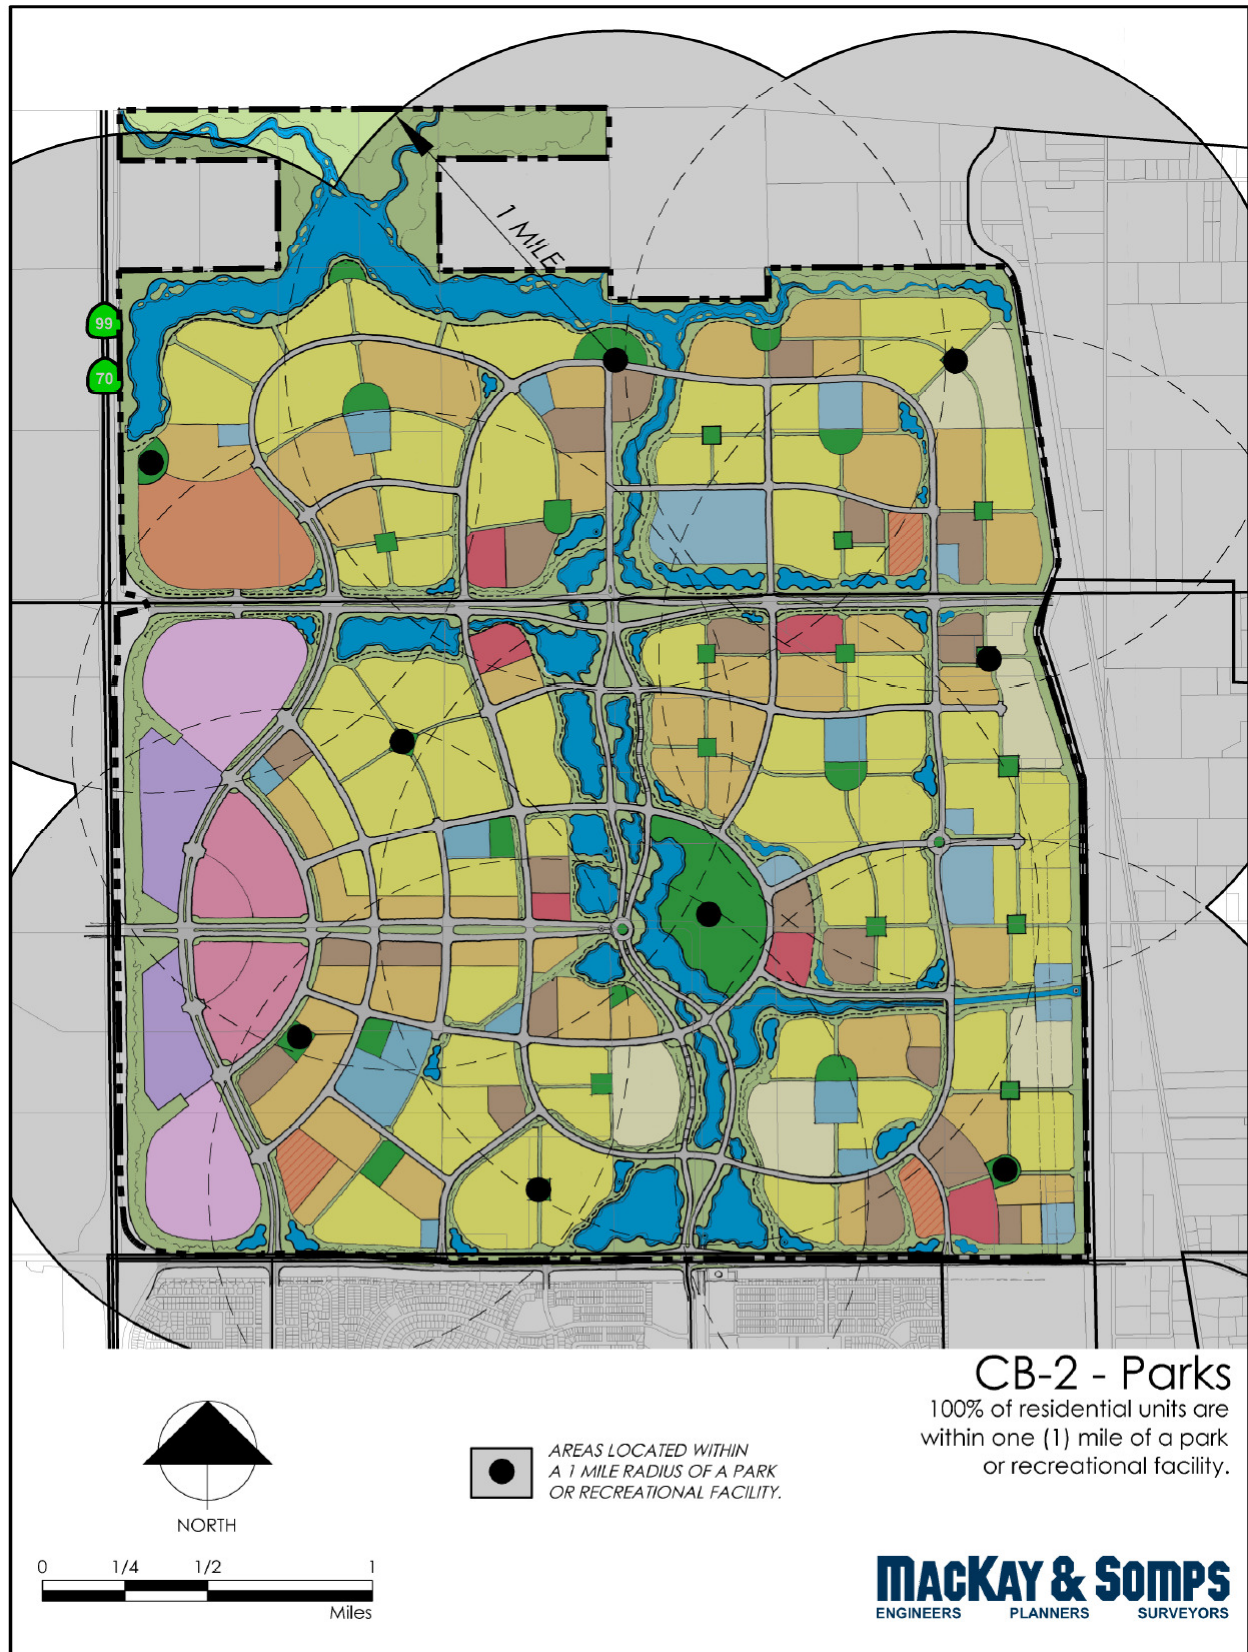 1 MILE
99
70
CB-2 - Parks
100% of residential units are
within one (1) mile of a park
or recreational facility.
AREAS LOCATED WITHIN
A 1 MILE RADIUS OF A PARK
OR RECREATIONAL FACILITY.
NORTH
0 1/4 1/2 1
Miles
MACKAY & SOMPS
ENGINEERS PLANNERS SURVEYORS